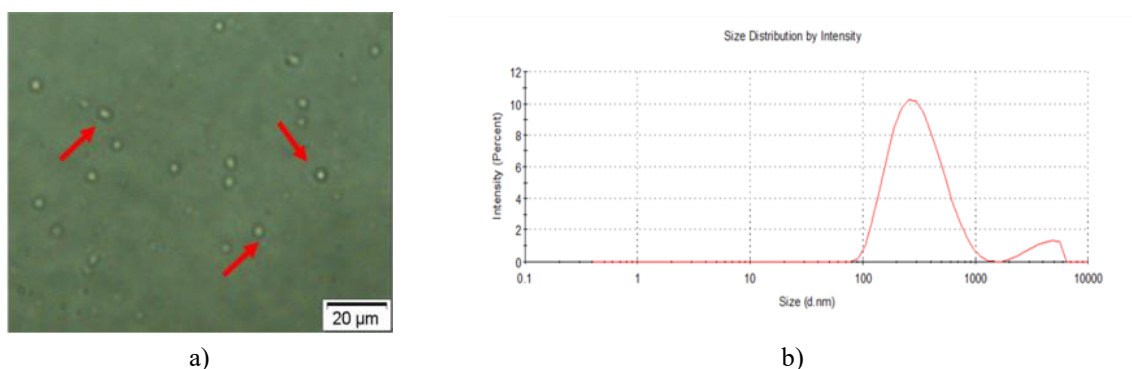 20 µm
a)
Size Distribution by Intensity
Intensity (Percent)
12
10
8
6
4
2
0
0.1 1 10 100 1000 10000
Size (d.nm)
b)